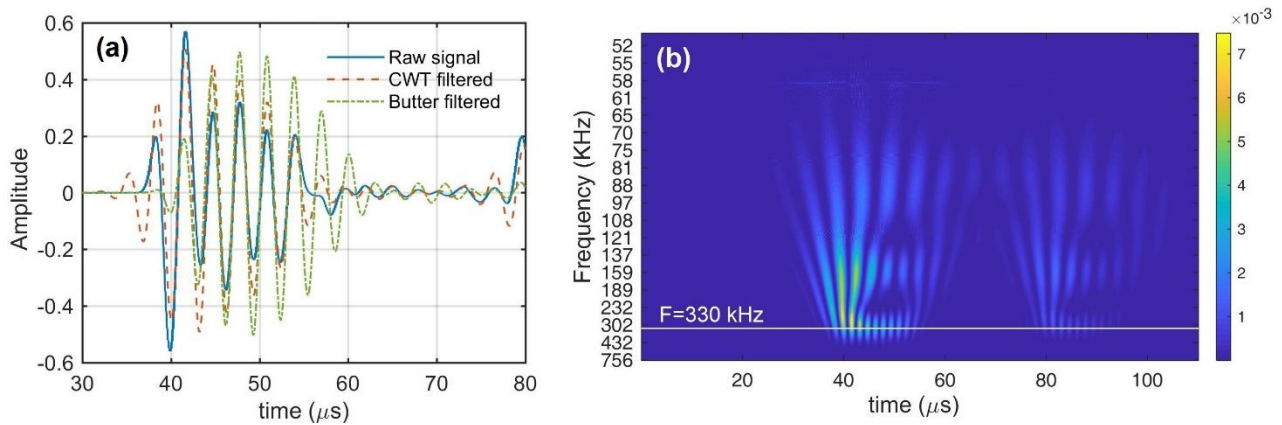 (a)
Raw signal
CWT filtered
Butter filtered
Amplitude
0.6
0.4
0.2
0
-0.2
-0.4
-0.6
30 40 50 60 70 80
time (μs)
(b)
Frequency (KHz)
52
55
58
61
65
70
75
81
88
97
108
121
137
159
189
232
302
432
756
F=330 kHz
20 40 60 80 100
time (μs)
×10⁻³
7
6
5
4
3
2
1